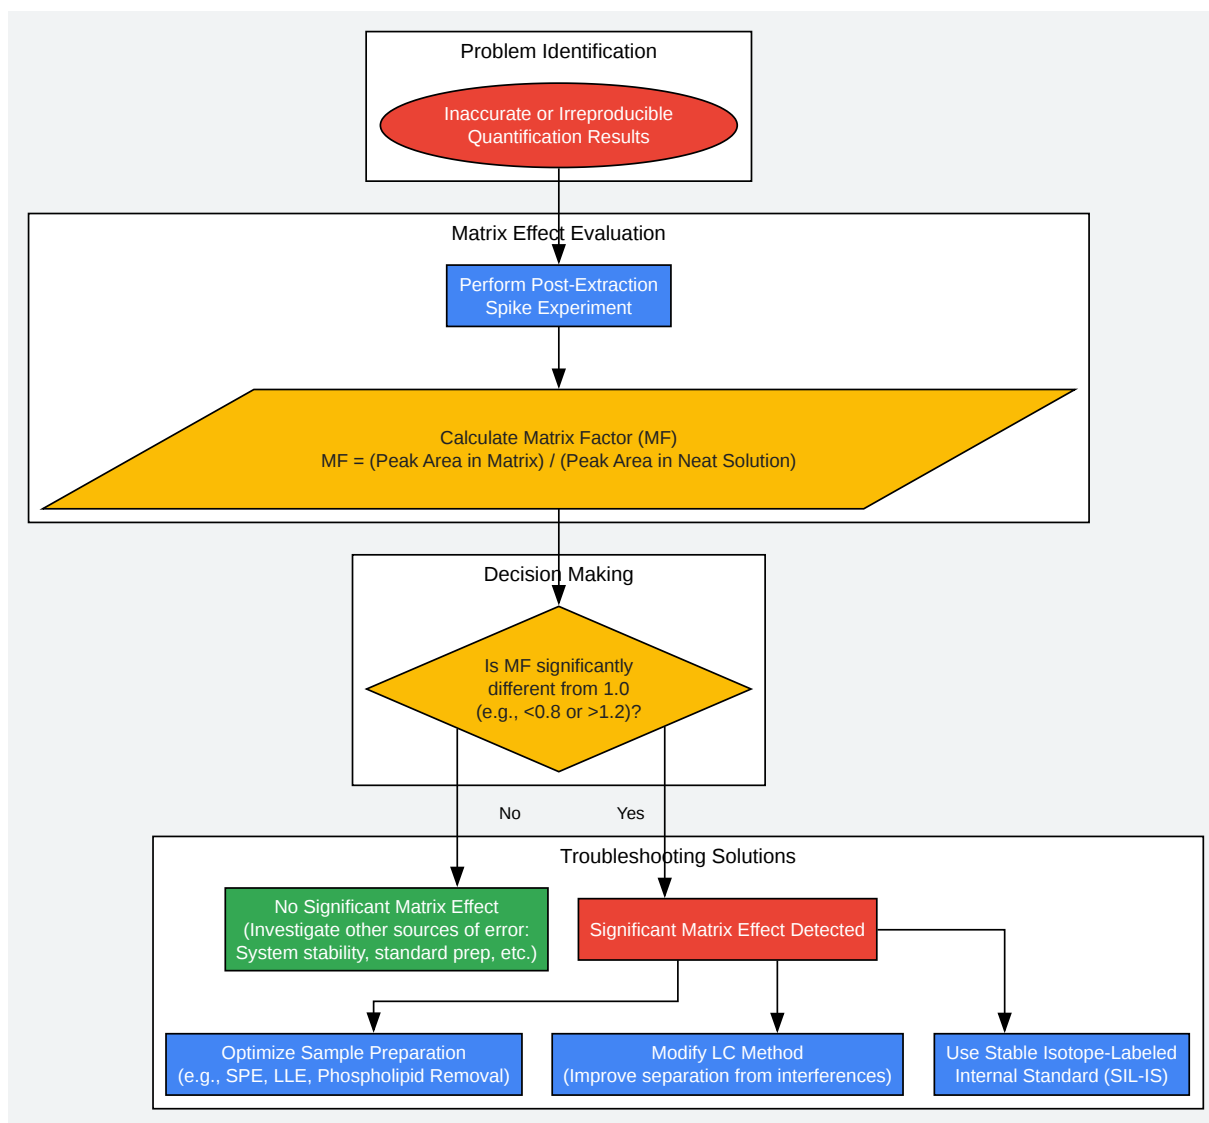 Problem Identification
Inaccurate or Irreproducible
Quantification Results
Matrix Effect Evaluation
Perform Post-Extraction
Spike Experiment
Calculate Matrix Factor (MF)
MF = (Peak Area in Matrix) / (Peak Area in Neat Solution)
Decision Making
Is MF significantly
different from 1.0
(e.g., <0.8 or >1.2)?
No
Yes
Troubleshooting Solutions
No Significant Matrix Effect
(Investigate other sources of error:
System stability, standard prep, etc.)
Significant Matrix Effect Detected
Optimize Sample Preparation
(e.g., SPE, LLE, Phospholipid Removal)
Modify LC Method
(Improve separation from interferences)
Use Stable Isotope-Labeled
Internal Standard (SIL-IS)